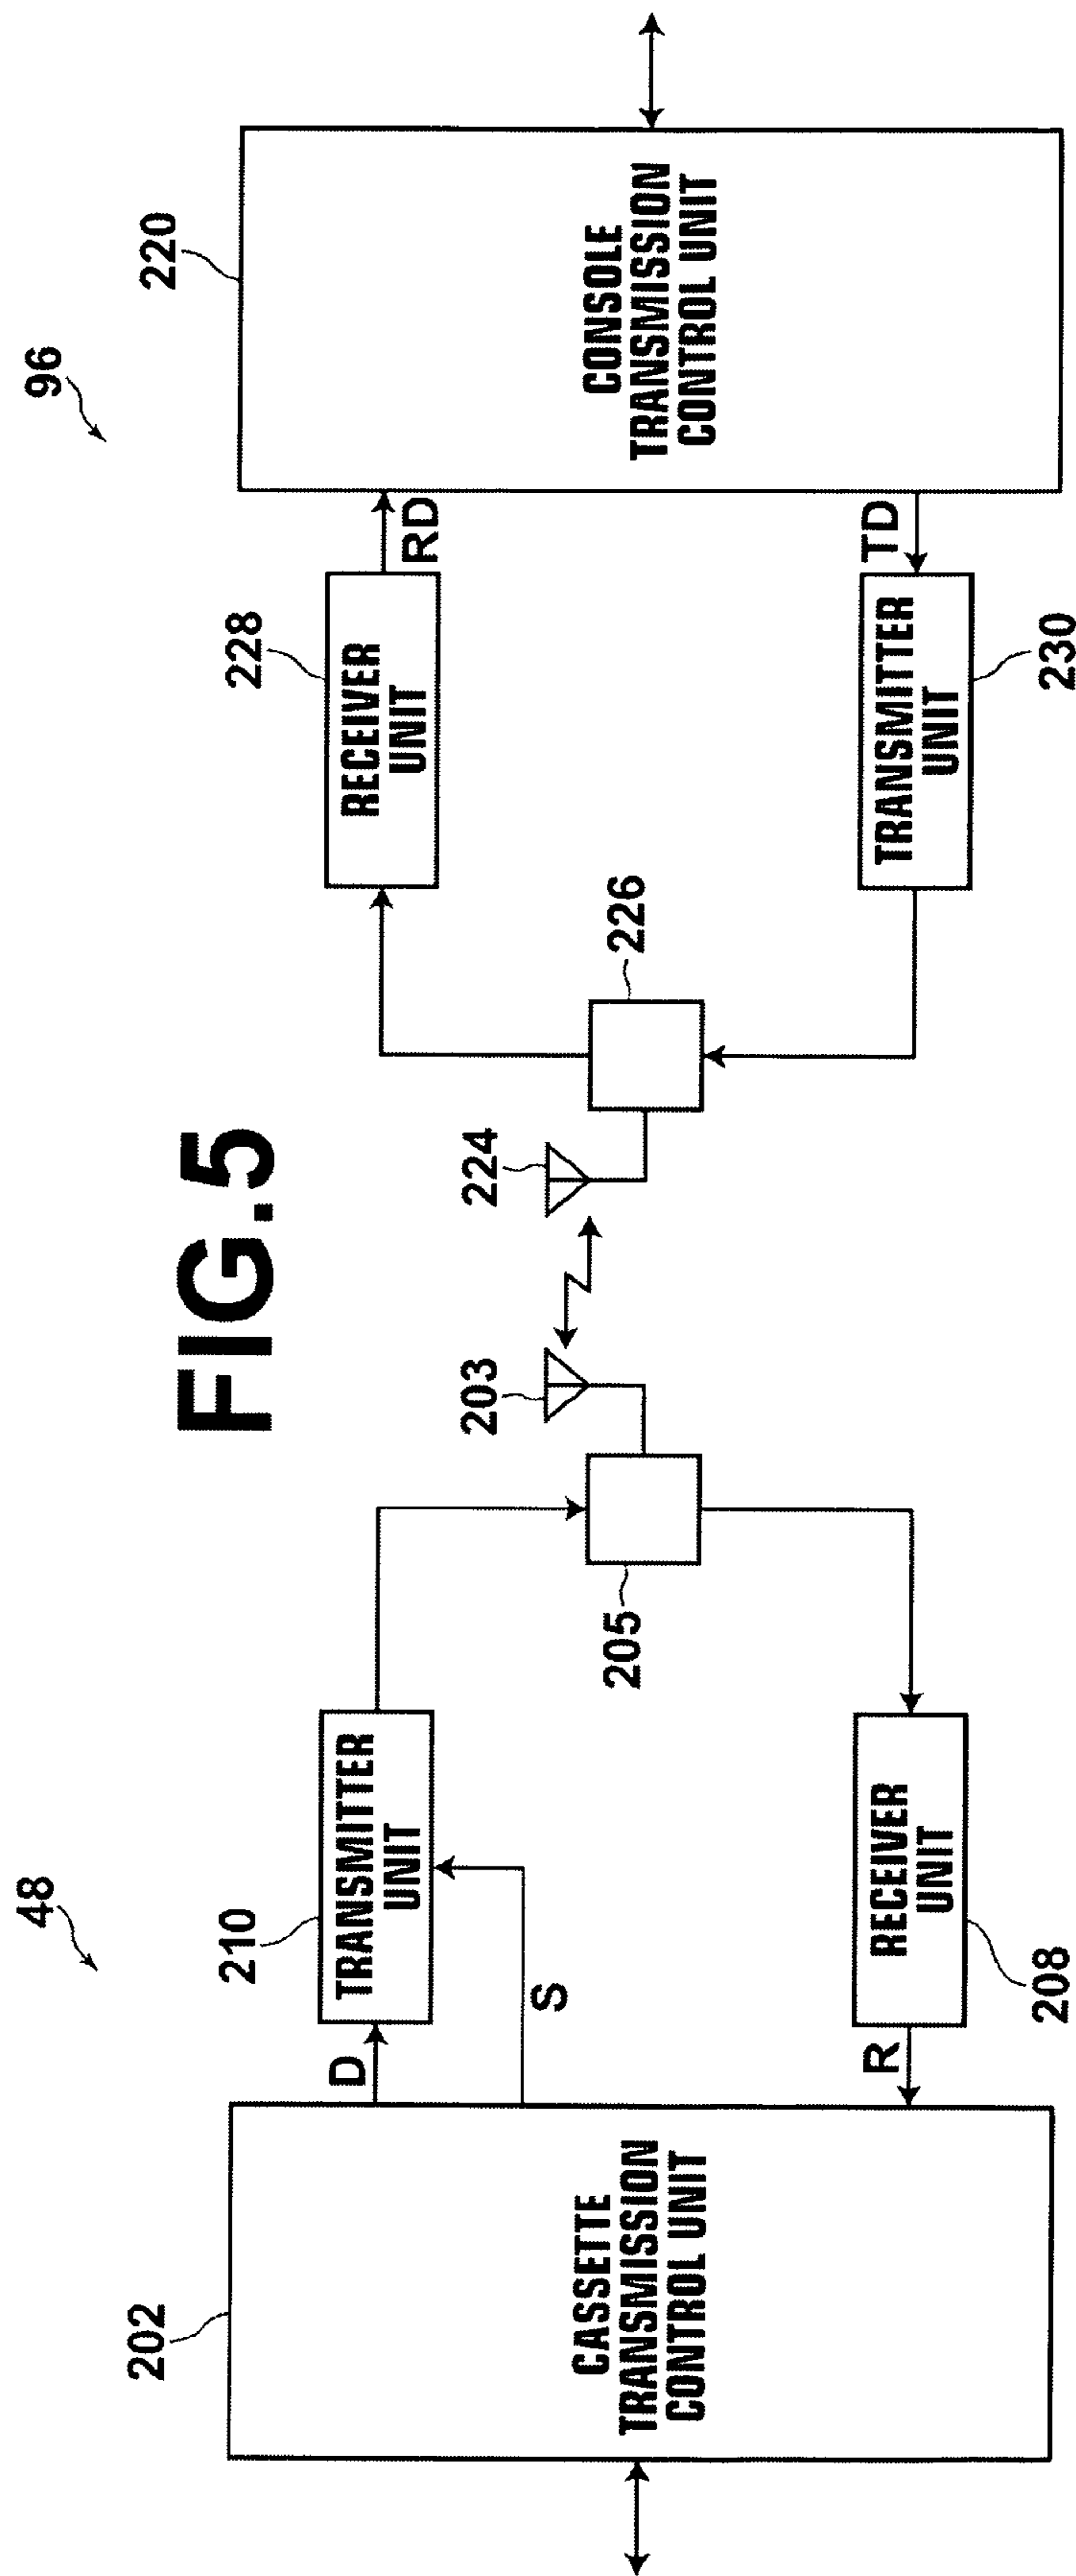 FIG.5
48
96
202
CASSETTE
TRANSMISSION
CONTROL UNIT
D
S
R
210
TRANSMITTER
UNIT
RECEIVER
UNIT
208
205
203
224
226
228
RECEIVER
UNIT
RD
TD
TRANSMITTER
UNIT
230
220
CONSOLE
TRANSMISSION
CONTROL UNIT